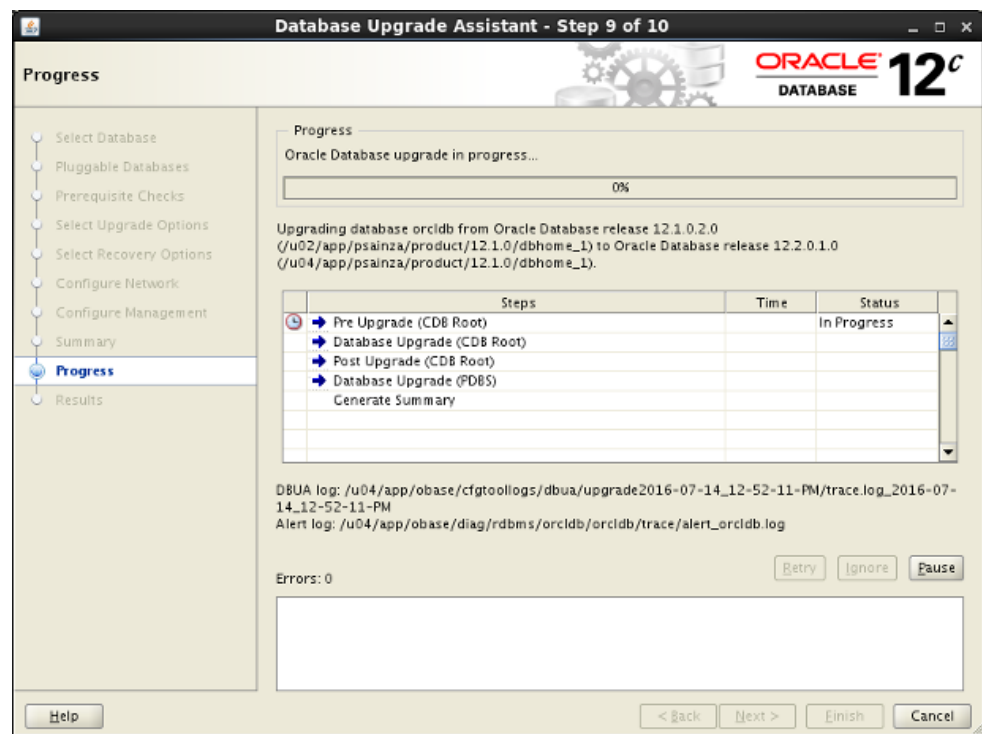 Database Upgrade Assistant - Step 9 of 10
Progress
ORACLE 12c
DATABASE
Select Database
Pluggable Databases
Prerequisite Checks
Select Upgrade Options
Select Recovery Options
Configure Network
Configure Management
Summary
Progress
Results
Progress
Oracle Database upgrade in progress...
0%
Upgrading database orcldb from Oracle Database release 12.1.0.2.0
(/u02/app/psainza/product/12.1.0/dbhome_1) to Oracle Database release 12.2.0.1.0
(/u04/app/psainza/product/12.1.0/dbhome_1).
Steps Time Status
Pre Upgrade (CDB Root) In Progress
Database Upgrade (CDB Root)
Post Upgrade (CDB Root)
Database Upgrade (PDBS)
Generate Summary
DBUA log: /u04/app/obase/cfgtoollogs/dbua/upgrade2016-07-14_12-52-11-PM/trace.log_2016-07-
14_12-52-11-PM
Alert log: /u04/app/obase/diag/rdbms/orcldb/orcldb/trace/alert_orcldb.log
Retry Ignore Pause
Errors: 0
Help < Back Next > Finish Cancel